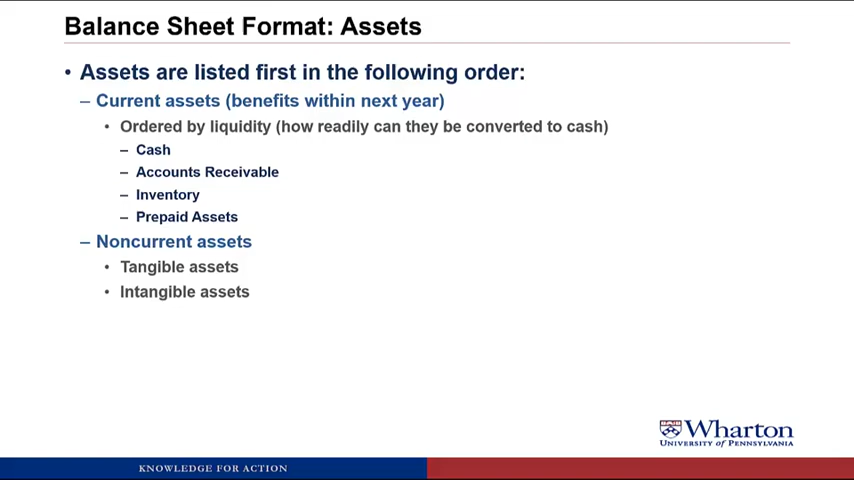 Balance Sheet Format: Assets
• Assets are listed first in the following order:
– Current assets (benefits within next year)
• Ordered by liquidity (how readily can they be converted to cash)
– Cash
– Accounts Receivable
– Inventory
– Prepaid Assets
– Noncurrent assets
• Tangible assets
• Intangible assets
Wharton
UNIVERSITY of PENNSYLVANIA
KNOWLEDGE FOR ACTION